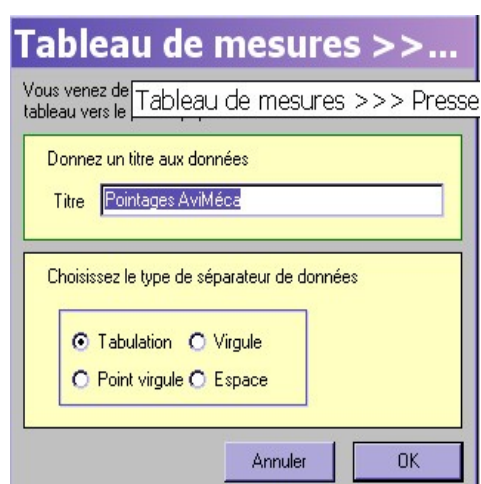 Tableau de mesures >>...
Vous venez de
Tableau de mesures >>> Presse
tableau vers le
Donnez un titre aux données
Titre Pointages AviMéca
Choisissez le type de séparateur de données
Tabulation Virgule
Point virgule Espace
Annuler OK